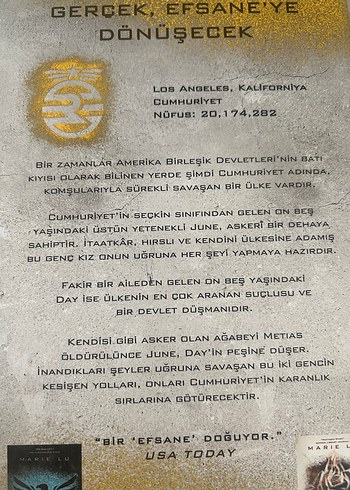 GERÇEK, EFSANE'YE
DÖNÜŞECEK
LOS ANGELES, KALİFORNİYA
CUMHURİYET
NÜFUS: 20,174,282
BİR ZAMANLAR AMERİKA BİRLEŞİK DEVLETLERİ'NİN BATI
KIYISI OLARAK BİLİNEN YERDE ŞİMDİ CUMHURİYET ADINDA,
KOMŞULARIYLA SÜREKLİ SAVAŞAN BİR ÜLKE VARDIR.
CUMHURİYET'İN SEÇKİN SINIFINDAN GELEN ON BEŞ
YAŞINDAKİ ÜSTÜN YETENEKLİ JUNE, ASKERİ BİR DEHAYA
SAHİPTİR. İTAATKÂR, HIRSLI VE KENDİNİ ÜLKESİNE ADAMIŞ
BU GENÇ KIZ ONUN UĞRUNA HER ŞEYİ YAPMAYA HAZIRDIR.
FAKİR BİR AİLEDEN GELEN ON BEŞ YAŞINDAKİ
DAY İSE ÜLKENİN EN ÇOK ARANAN SUÇLUSU VE
BİR DEVLET DÜŞMANIDIR.
KENDİSİ GİBİ ASKER OLAN AĞABEYİ METIAS
ÖLDÜRÜLÜNCE JUNE, DAY'İN PEŞİNE DÜŞER.
İNANDIKLARI ŞEYLER UĞRUNA SAVAŞAN BU İKİ GENCİN
KESİŞEN YOLLARI, ONLARI CUMHURİYET'İN KARANLIK
SIRLARINA GÖTÜRECEKTİR.
"BİR 'EFSANE' DOĞUYOR."
USA TODAY
MARIE LU
MARIE LU